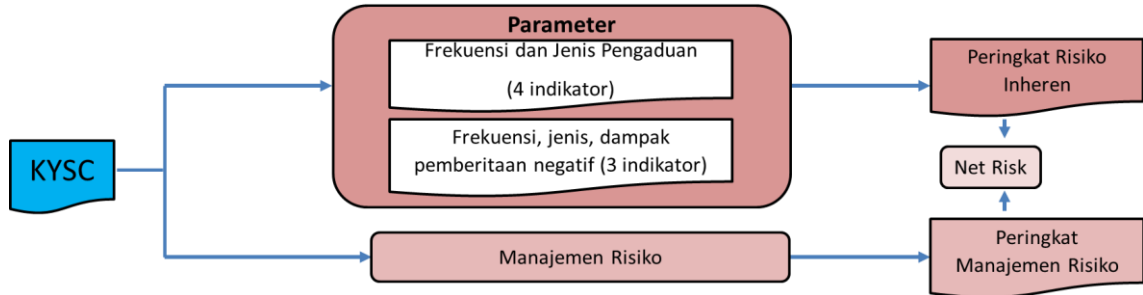 Parameter
Frekuensi dan Jenis Pengaduan
(4 indikator)
Frekuensi, jenis, dampak
pemberitaan negatif (3 indikator)
Peringkat Risiko
Inheren
KYSC
Net Risk
Manajemen Risiko
Peringkat
Manajemen Risiko